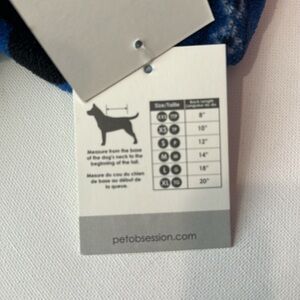 Size/Taille Back Length
Longueur du dos
XXS TTP 8"
XS TP 10"
S P 12"
M M 14"
L G 18"
XL TG 20"
Measure from the base
of the dog's neck to the
beginning of the tail.
Mesure du cou du chien
de base au début de
la queue.
petobsession.com